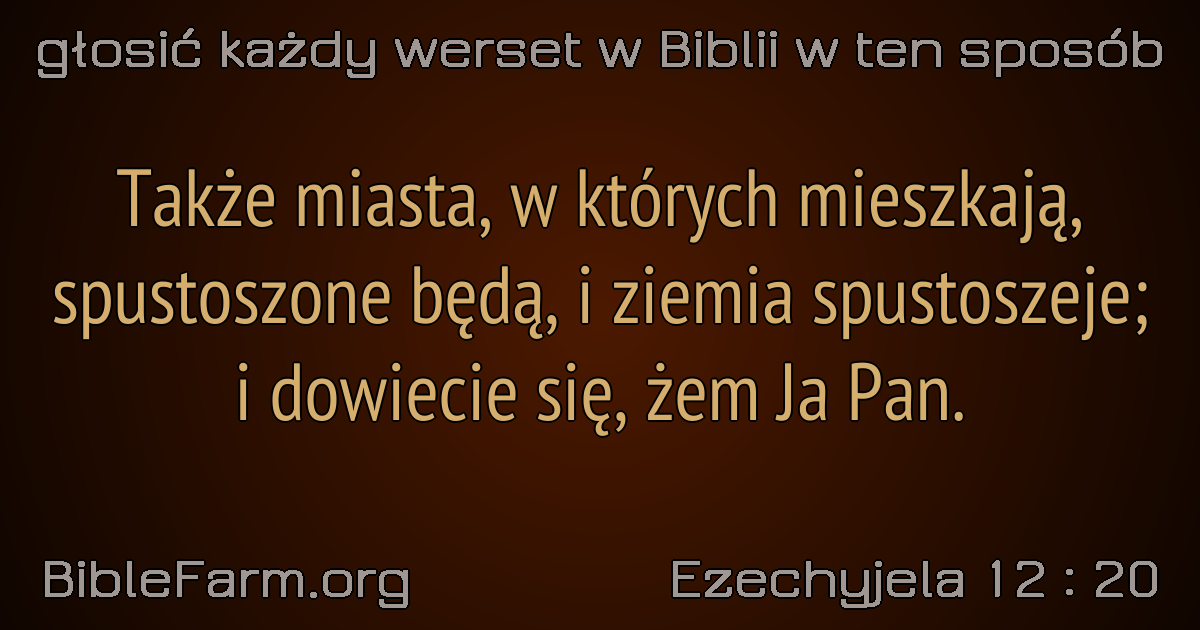 głosić każdy werset w Biblii w ten sposób
Także miasta, w których mieszkają,
spustoszone będą, i ziemia spustoszeje;
i dowiecie się, żem Ja Pan.
BibleFarm.org
Ezechyjela 12 : 20